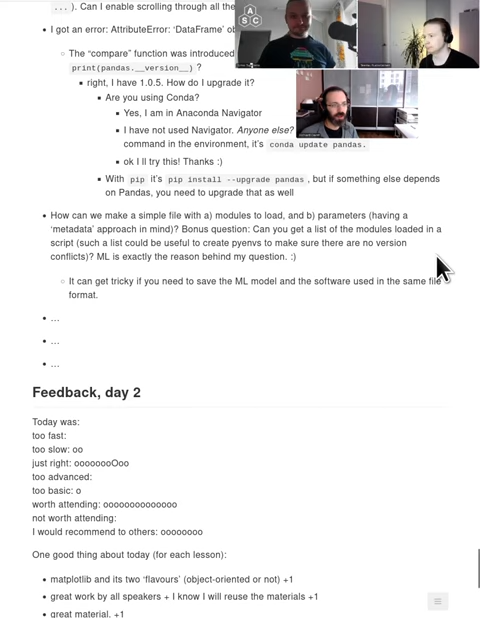 ... ). Can I enable scrolling through all the
I got an error: AttributeError: ‘DataFrame’
The “compare” function was introduced
print(pandas.__version__) ?
right, I have 1.0.5. How do I upgrade it?
Are you using Conda?
Yes, I am in Anaconda Navigator
I have not used Navigator. Anyone else?
command in the environment, it’s conda update pandas.
ok I ll try this! Thanks :)
With pip it’s pip install --upgrade pandas, but if something else depends
on Pandas, you need to upgrade that as well
How can we make a simple file with a) modules to load, and b) parameters (having a
‘metadata’ approach in mind)? Bonus question: Can you get a list of the modules loaded in a
script (such a list could be useful to create pyenvs to make sure there are no version
conflicts)? ML is exactly the reason behind my question. :)
It can get tricky if you need to save the ML model and the software used in the same file
format.
...
...
...
Feedback, day 2
Today was:
too fast:
too slow: oo
just right: oooooooOoo
too advanced:
too basic: o
worth attending: oooooooooooooo
not worth attending:
I would recommend to others: oooooooo
One good thing about today (for each lesson):
matplotlib and its two ‘flavours’ (object-oriented or not) +1
great work by all speakers + I know I will reuse the materials +1
great material. +1